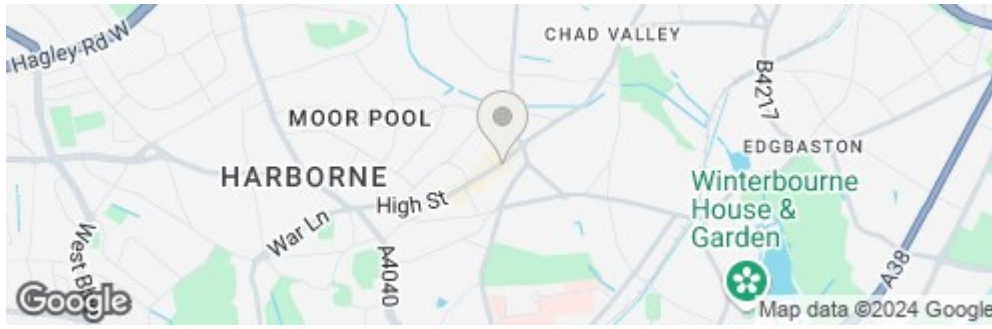 Hagley Rd W
CHAD VALLEY
B4217
MOOR POOL
EDGBASTON
HARBORNE
Winterbourne
House &
Garden
High St
War Ln
A4040
A38
Google
Map data ©2024 Google